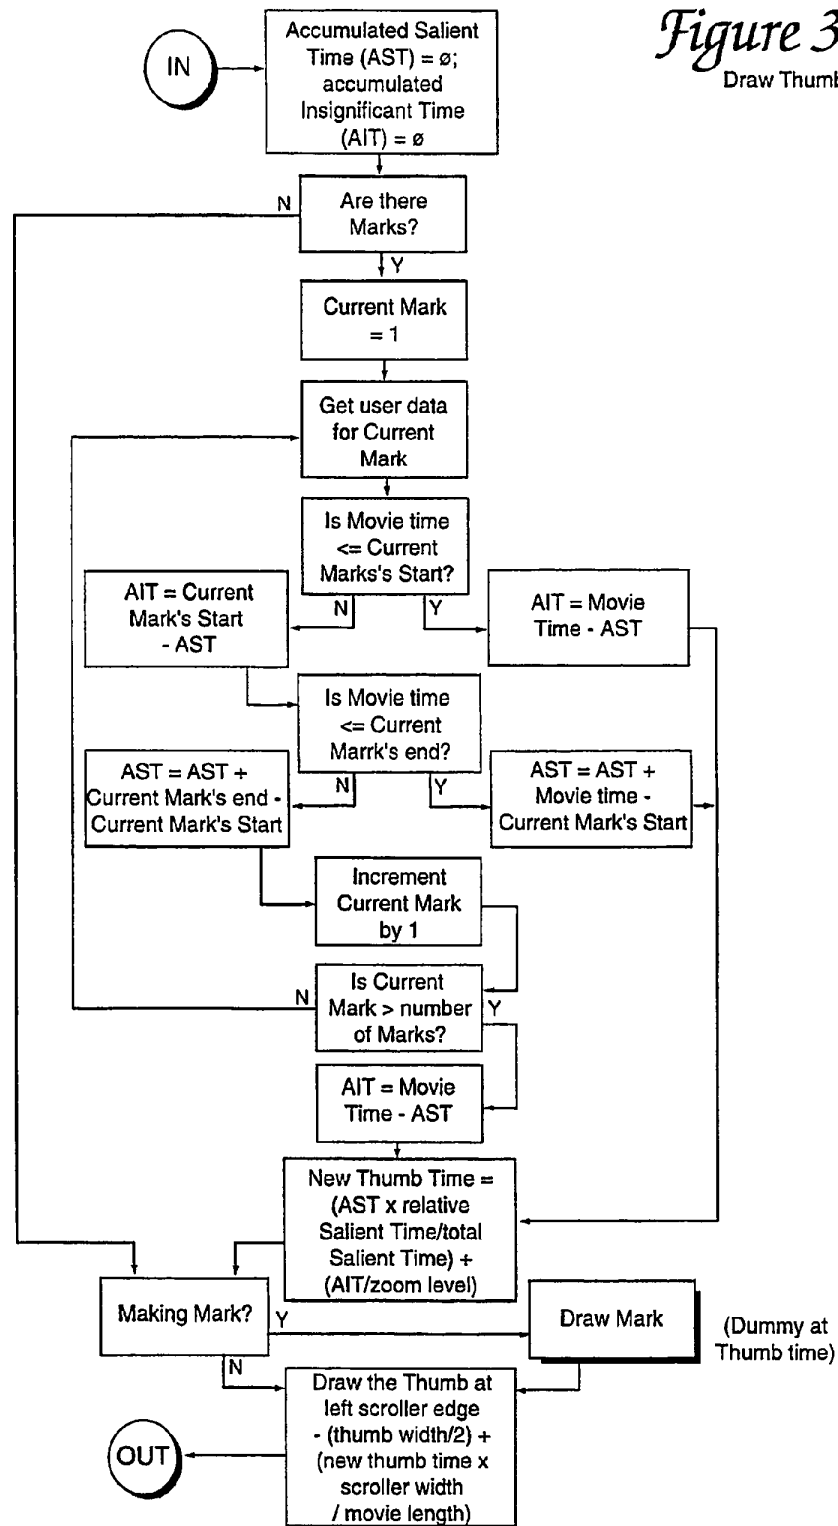 Figure 3
Draw Thumb
IN
Accumulated Salient
Time (AST) = ø;
accumulated
Insignificant Time
(AIT) = ø
N
Are there
Marks?
Y
Current Mark
= 1
Get user data
for Current
Mark
Is Movie time
<= Current
Marks's Start?
N
Y
AIT = Current
Mark's Start
- AST
AIT = Movie
Time - AST
Is Movie time
<= Current
Marrk's end?
N
Y
AST = AST +
Current Mark's end -
Current Mark's Start
AST = AST +
Movie time -
Current Mark's Start
Increment
Current Mark
by 1
N
Is Current
Mark > number
of Marks?
Y
AIT = Movie
Time - AST
New Thumb Time =
(AST x relative
Salient Time/total
Salient Time) +
(AIT/zoom level)
Making Mark?
Y
Draw Mark
(Dummy at
Thumb time)
N
Draw the Thumb at
left scroller edge
- (thumb width/2) +
(new thumb time x
scroller width
/ movie length)
OUT